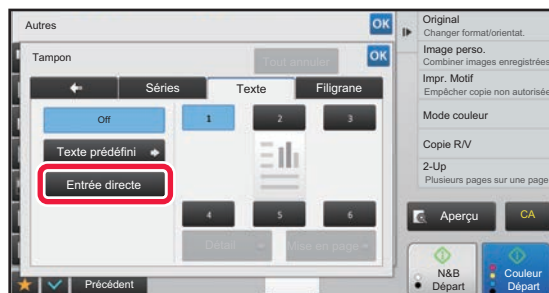 Autres
OK
Tampon
Tout annuler
OK
Séries
Texte
Filigrane
Off
Texte prédéfini
Entrée directe
1
2
3
4
5
6
Détail
Mise en page
Précédent
Original
Changer format/orientat.
Image perso.
Combiner images enregistrées
Impr. Motif
Empêcher copie non autorisée
Mode couleur
Copie R/V
2-Up
Plusieurs pages sur une page
Aperçu
CA
N&B
Départ
Couleur
Départ